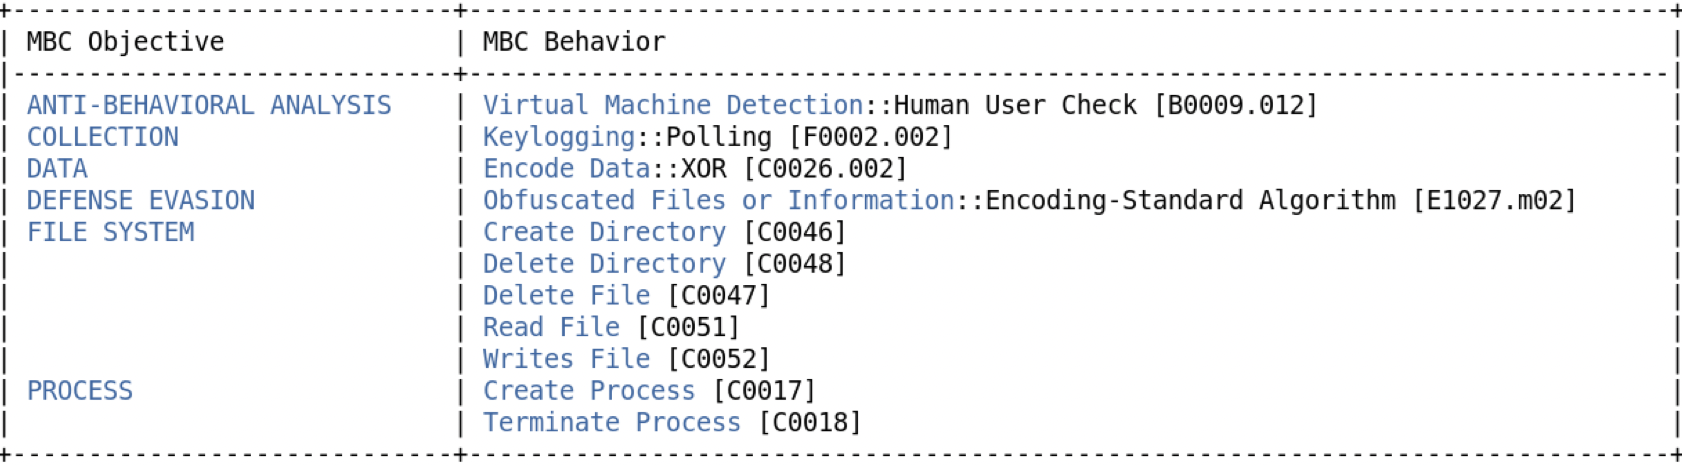 MBC Objective | MBC Behavior
ANTI-BEHAVIORAL ANALYSIS | Virtual Machine Detection::Human User Check [B0009.012]
COLLECTION | Keylogging::Polling [F0002.002]
DATA | Encode Data::XOR [C0026.002]
DEFENSE EVASION | Obfuscated Files or Information::Encoding-Standard Algorithm [E1027.m02]
FILE SYSTEM | Create Directory [C0046]
| Delete Directory [C0048]
| Delete File [C0047]
| Read File [C0051]
| Writes File [C0052]
PROCESS | Create Process [C0017]
| Terminate Process [C0018]